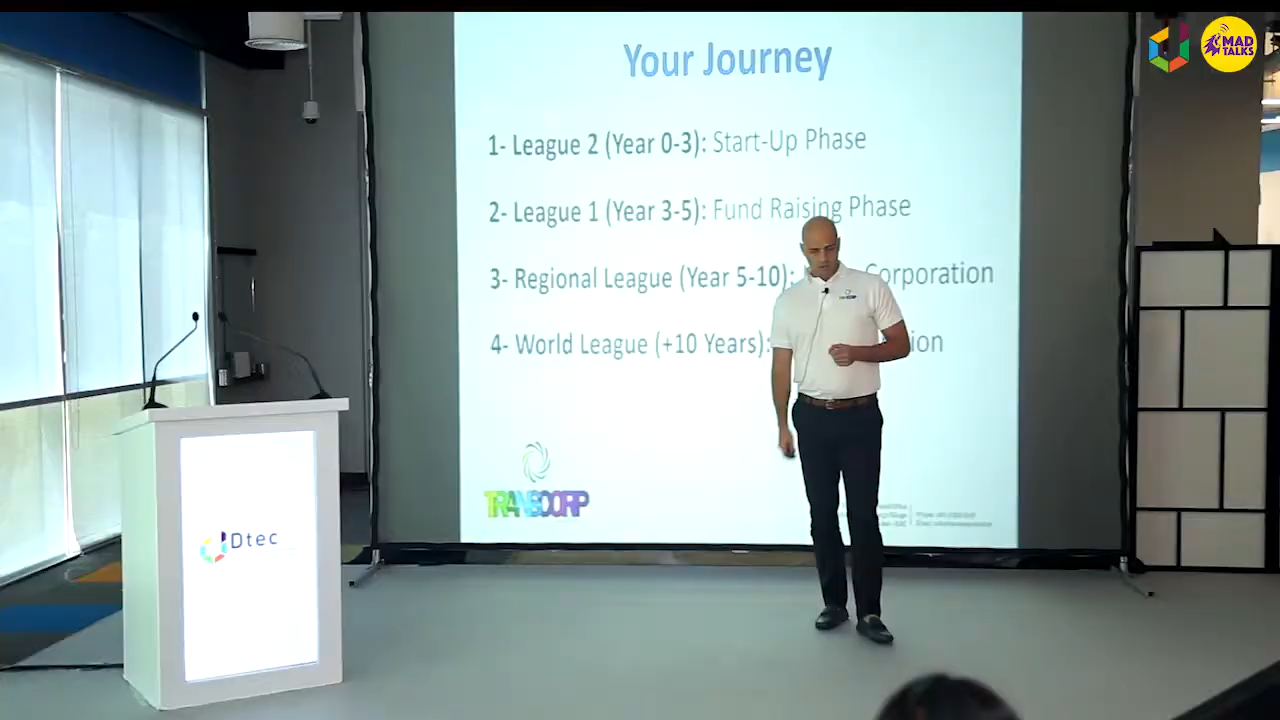 Your Journey
MAD
TALKS
1- League 2 (Year 0-3): Start-Up Phase
2- League 1 (Year 3-5): Fund Raising Phase
3- Regional League (Year 5-10): Corporation
4- World League (+10 Years):
TRANSCORP
Dtec